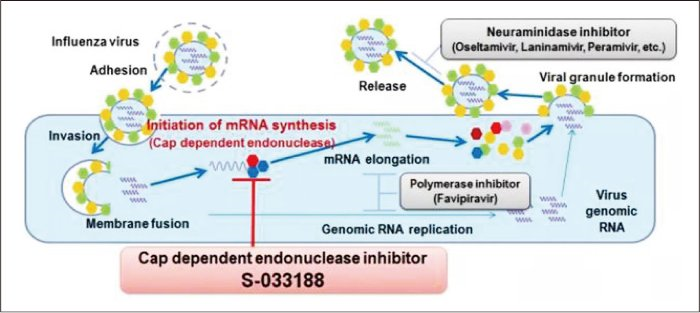 Influenza virus
Adhesion
Invasion
Membrane fusion
Initiation of mRNA synthesis
(Cap dependent endonuclease)
mRNA elongation
Release
Neuraminidase inhibitor
(Oseltamivir, Laninamivir, Peramivir, etc.)
Viral granule formation
Polymerase inhibitor
(Favipiravir)
Genomic RNA replication
Virus
genomic
RNA
Cap dependent endonuclease inhibitor
S-033188